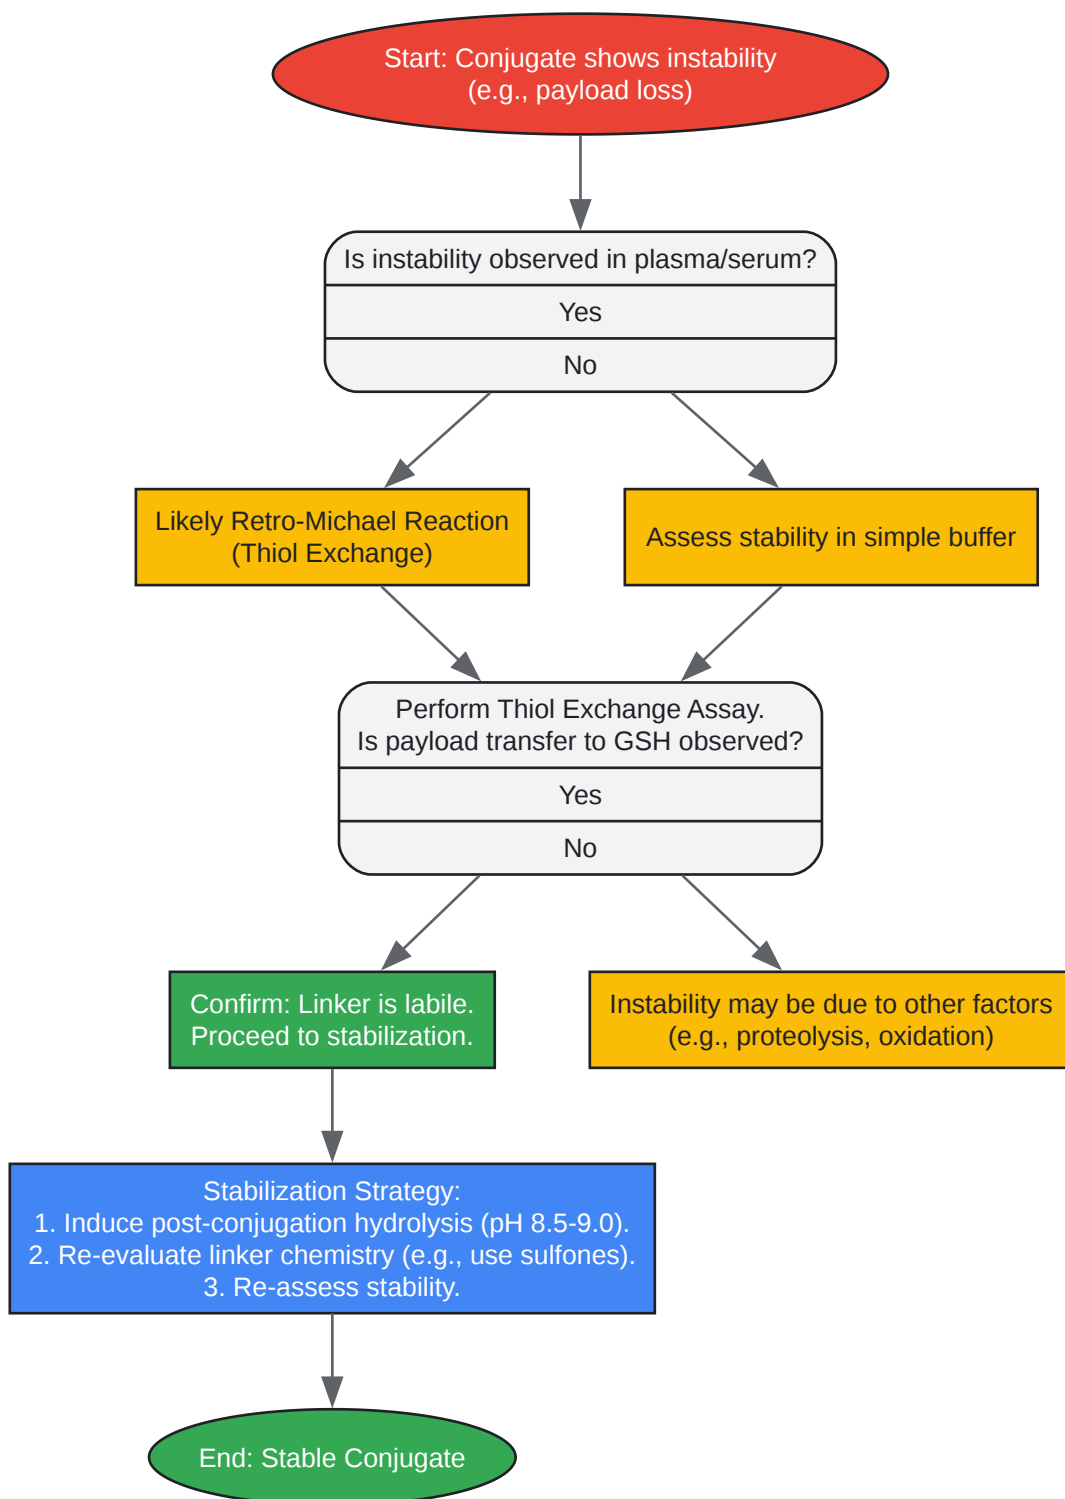 Start: Conjugate shows instability
(e.g., payload loss)
Is instability observed in plasma/serum?
Yes
No
Likely Retro-Michael Reaction
(Thiol Exchange)
Assess stability in simple buffer
Perform Thiol Exchange Assay.
Is payload transfer to GSH observed?
Yes
No
Confirm: Linker is labile.
Proceed to stabilization.
Instability may be due to other factors
(e.g., proteolysis, oxidation)
Stabilization Strategy:
1. Induce post-conjugation hydrolysis (pH 8.5-9.0).
2. Re-evaluate linker chemistry (e.g., use sulfones).
3. Re-assess stability.
End: Stable Conjugate